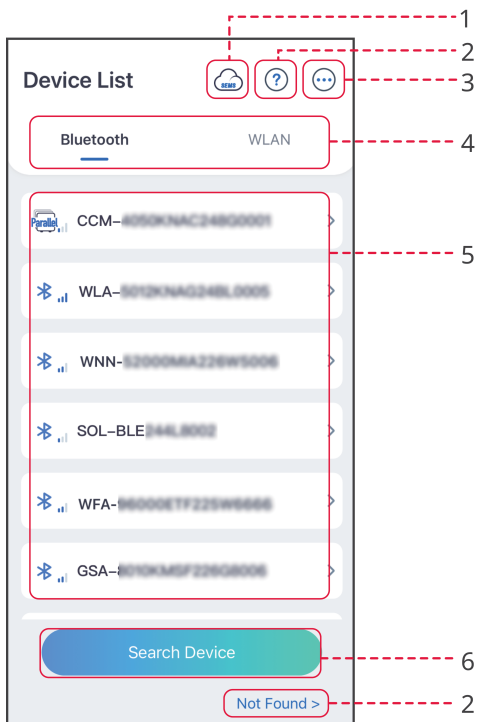 1
2
3
Device List
SEMS
?
Bluetooth
WLAN
4
Parallel
CCM-
5
WLA-
WNN-
SOL-BLE
WFA-
GSA-
Search Device
6
Not Found >
2